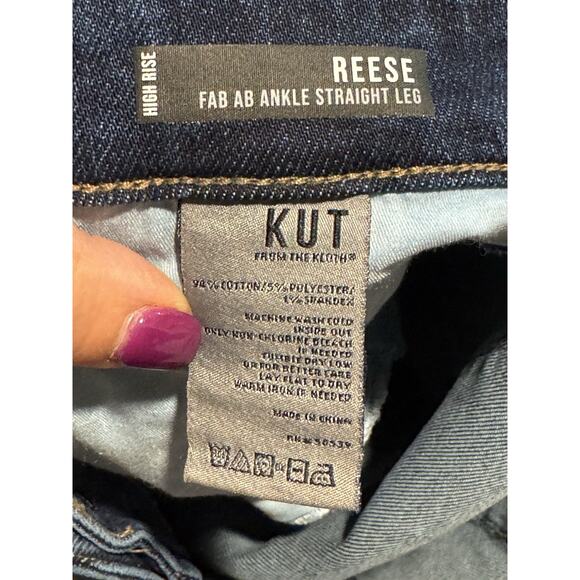 HIGH RISE
REESE
FAB AB ANKLE STRAIGHT LEG
KUT
FROM THE KLOTH®
94% COTTON/5% POLYESTER/
1% SPANDEX
MACHINE WASH COLD
INSIDE OUT
ONLY NON-CHLORINE BLEACH
IF NEEDED
TUMBLE DRY LOW
OR FOR BETTER CARE
LAY FLAT TO DRY
WARM IRON IF NEEDED
MADE IN CHINA
RN# 50539